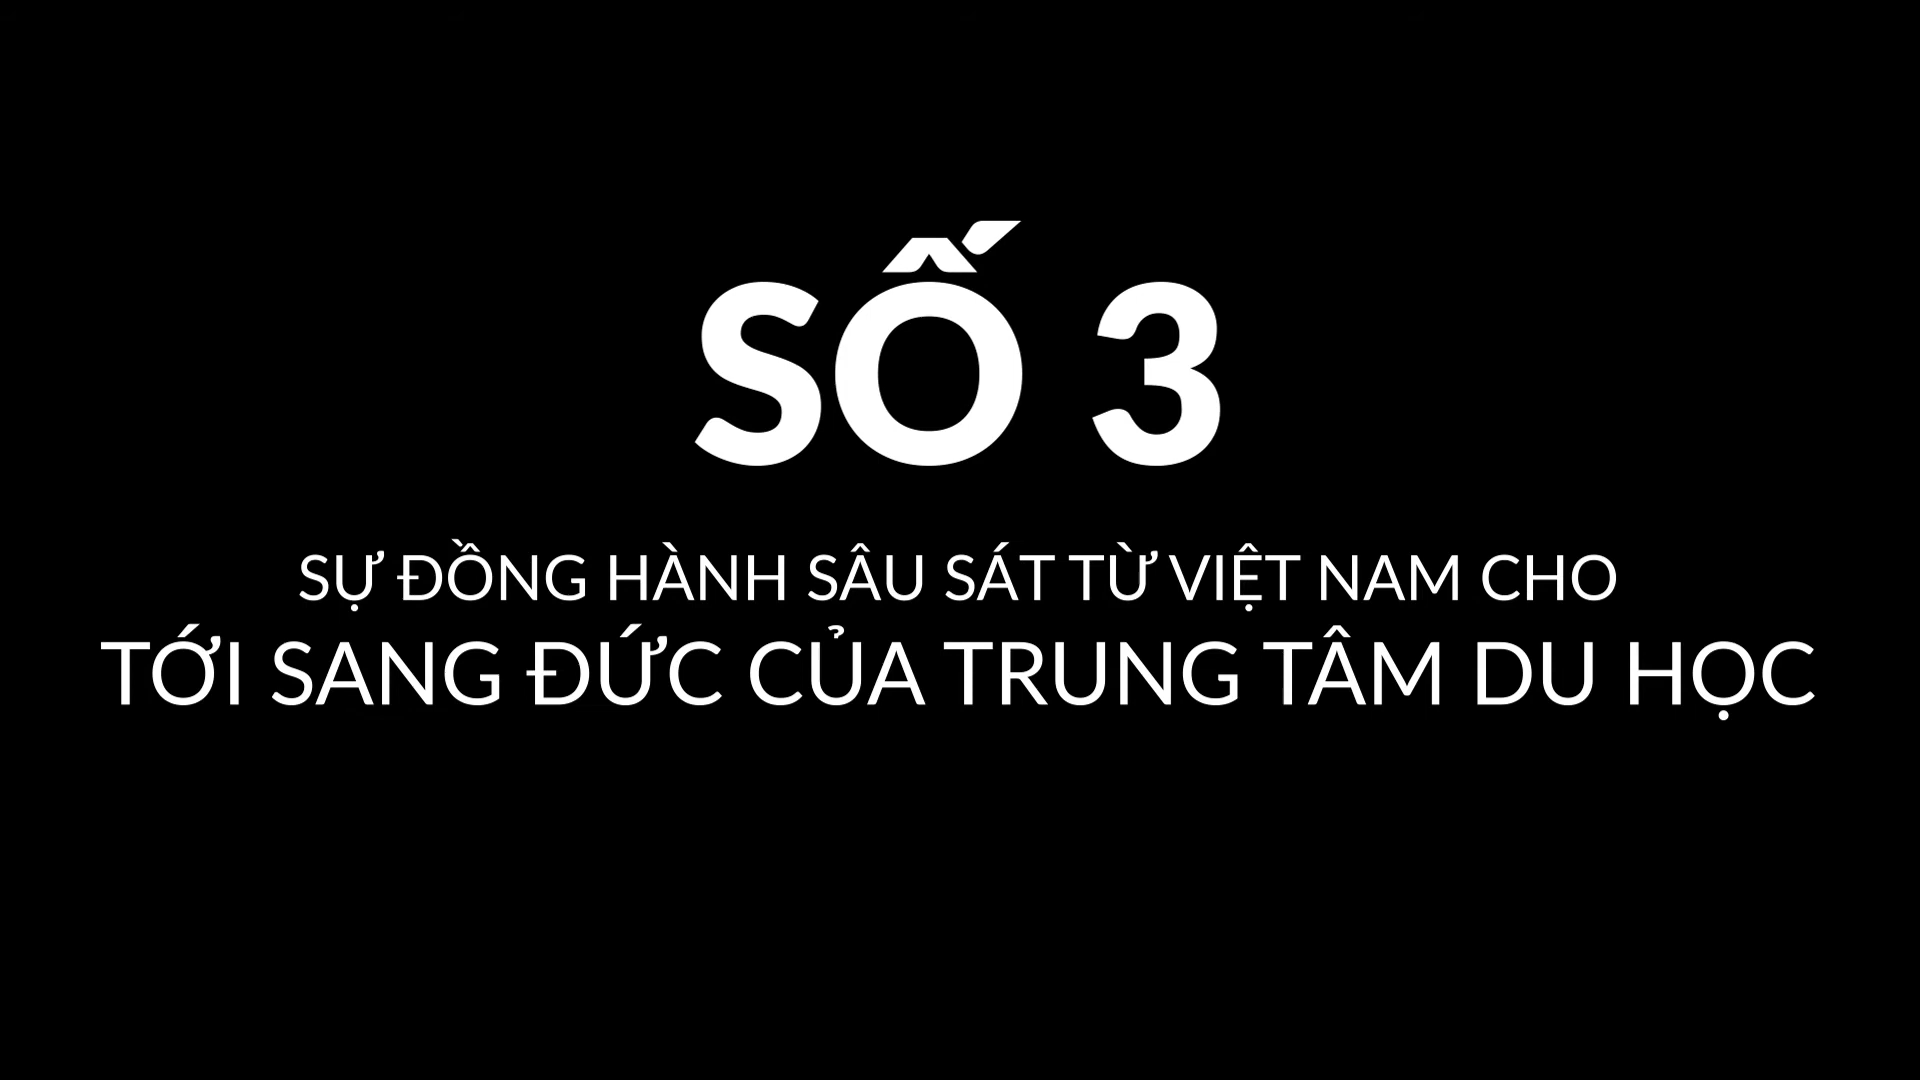 SỐ 3
SỰ ĐỒNG HÀNH SÂU SÁT TỪ VIỆT NAM CHO
TỚI SANG ĐỨC CỦA TRUNG TÂM DU HỌC